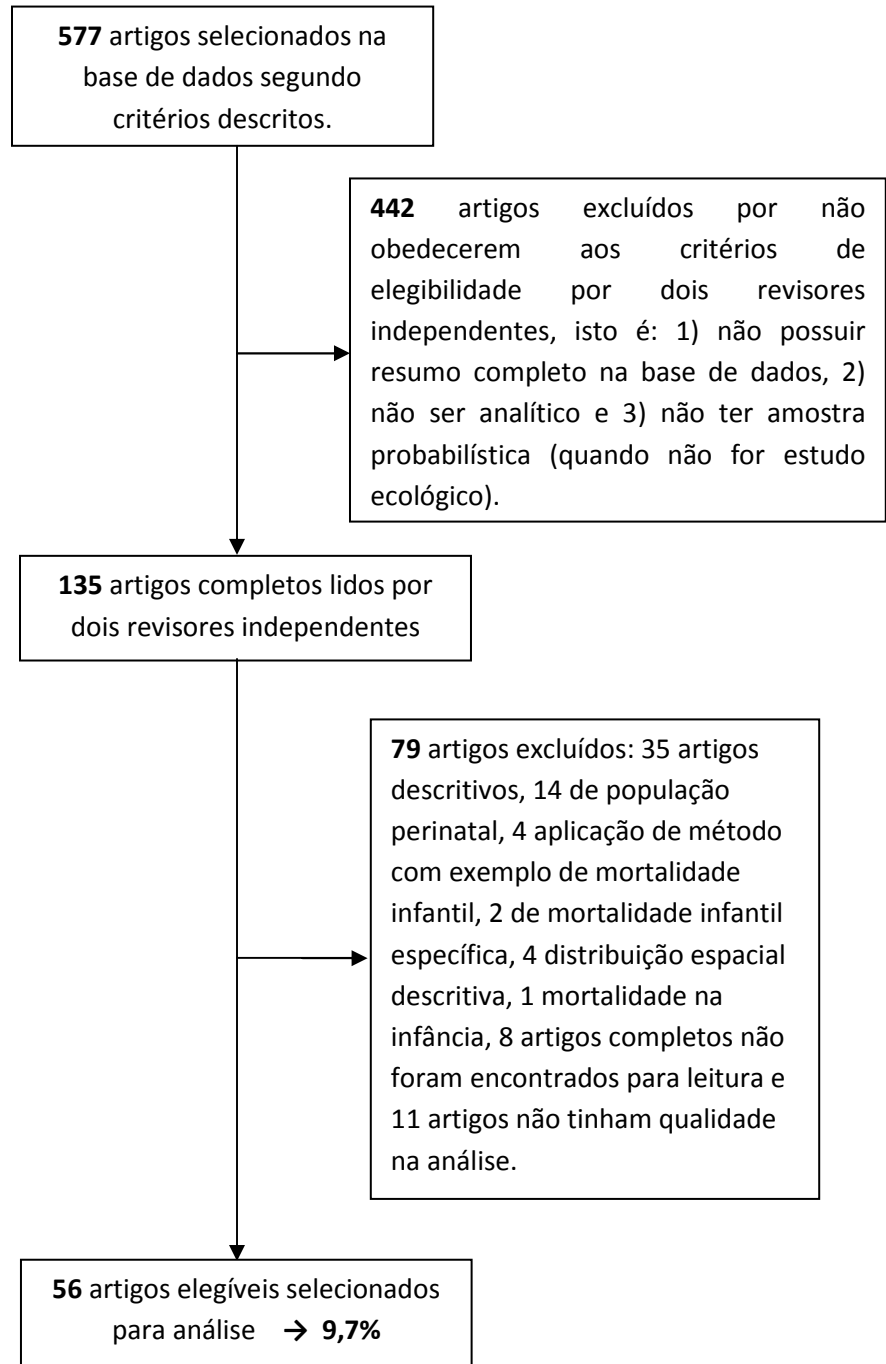 577 artigos selecionados na
base de dados segundo
critérios descritos.
442 artigos excluídos por não
obedecerem aos critérios de
elegibilidade por dois revisores
independentes, isto é: 1) não possuir
resumo completo na base de dados, 2)
não ser analítico e 3) não ter amostra
probabilística (quando não for estudo
ecológico).
135 artigos completos lidos por
dois revisores independentes
79 artigos excluídos: 35 artigos
descritivos, 14 de população
perinatal, 4 aplicação de método
com exemplo de mortalidade
infantil, 2 de mortalidade infantil
específica, 4 distribuição espacial
descritiva, 1 mortalidade na
infância, 8 artigos completos não
foram encontrados para leitura e
11 artigos não tinham qualidade
na análise.
56 artigos elegíveis selecionados
para análise → 9,7%